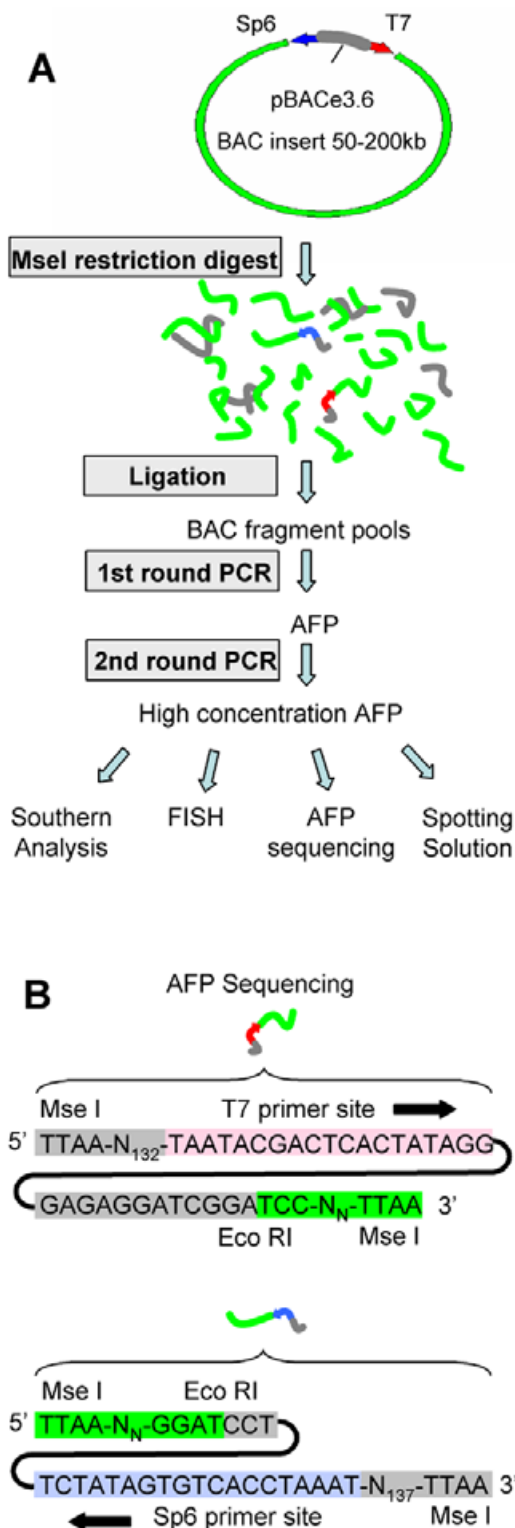 Sp6 T7
A
pBACe3.6
BAC insert 50-200kb
MseI restriction digest
Ligation
BAC fragment pools
1st round PCR
AFP
2nd round PCR
High concentration AFP
Southern Analysis
FISH
AFP sequencing
Spotting Solution
B
AFP Sequencing
Mse I T7 primer site
5' TTAA-N132-TAATACGACTCACTATAGG
GAGAGGATCGGATCC-NN-TTAA 3'
Eco RI Mse I
Mse I Eco RI
5' TTAA-NN-GGATCCT
TCTATAGTGTCACCTAAAT-N137-TTAA 3'
Sp6 primer site Mse I